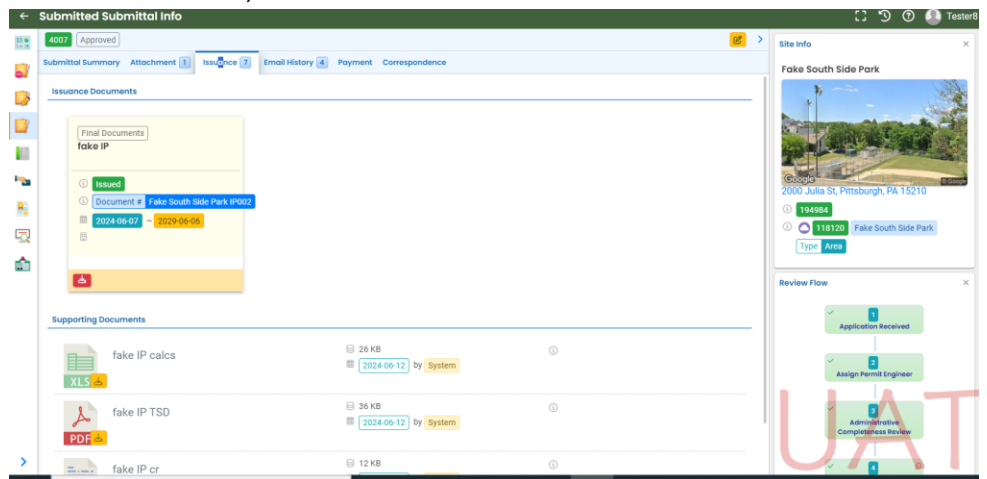 Submitted Submittal Info
Tester8
4007 Approved
Submittal Summary Attachment 1 Issuance 7 Email History 4 Payment Correspondence
Issuance Documents
Final Documents
fake IP
Issued
Document # Fake South Side Park IP002
2024-06-07 ~ 2029-06-06
Supporting Documents
fake IP calcs
XLS
26 KB
2024-06-12 by System
fake IP TSD
PDF
36 KB
2024-06-12 by System
fake IP cr
12 KB
Site Info
Fake South Side Park
Google
© Google
2000 Julia St, Pittsburgh, PA 15210
194984
118120 Fake South Side Park
Type Area
Review Flow
1
Application Received
2
Assign Permit Engineer
3
Administrative
Completeness Review
4
UAT